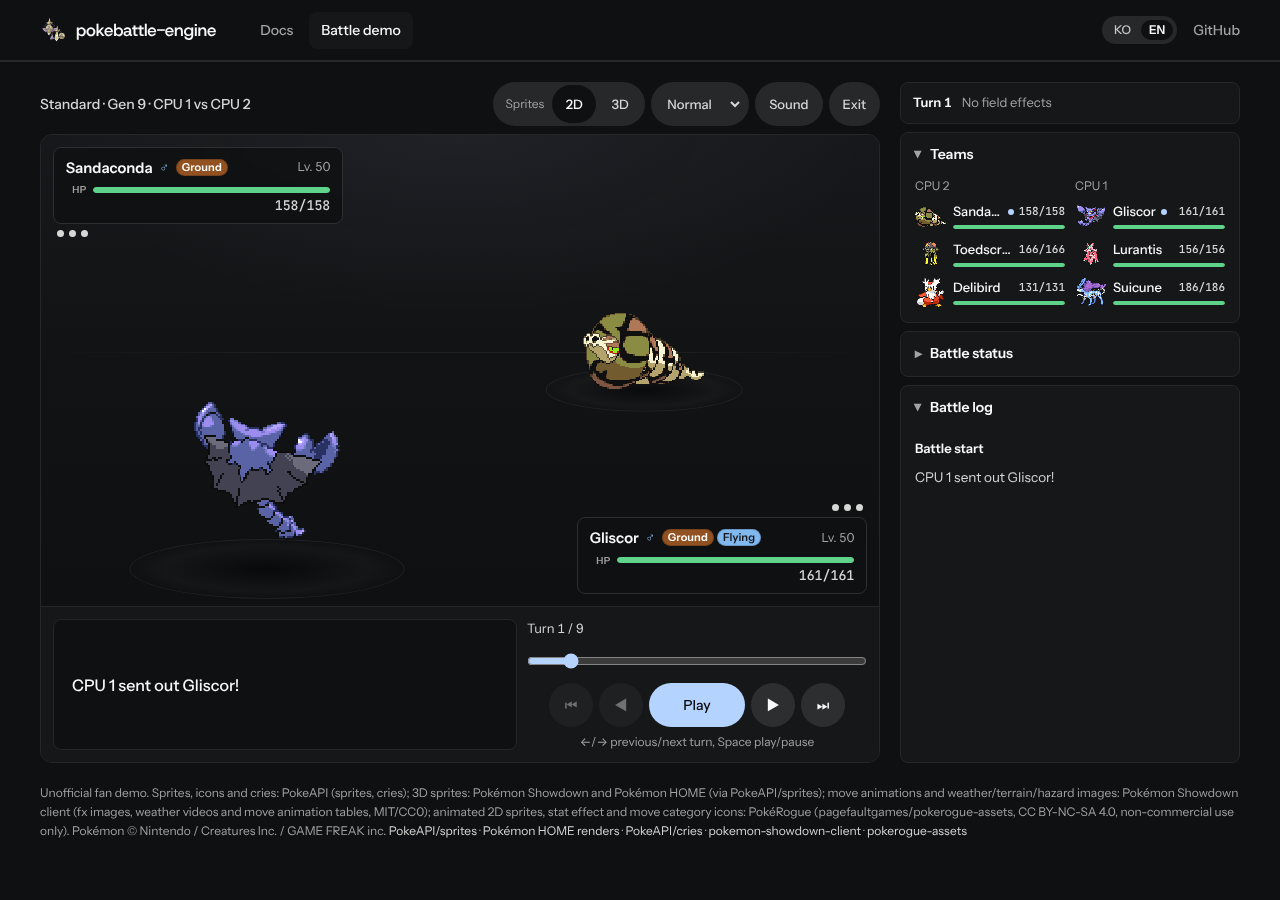 pokebattle-engine
Docs
Battle demo
KO
EN
GitHub
Standard · Gen 9 · CPU 1 vs CPU 2
Sprites
2D
3D
Normal
Sound
Exit
Turn 1 No field effects
Sandaconda ♂ Ground Lv. 50
HP
158/158
Gliscor ♂ Ground Flying Lv. 50
HP
161/161
▼ Teams
CPU 2
Sanda... 158/158
Toedscr... 166/166
Delibird 131/131
CPU 1
Gliscor 161/161
Lurantis 156/156
Suicune 186/186
▶ Battle status
▼ Battle log
Battle start
CPU 1 sent out Gliscor!
CPU 1 sent out Gliscor!
Turn 1 / 9
Play
←/→ previous/next turn, Space play/pause
Unofficial fan demo. Sprites, icons and cries: PokeAPI (sprites, cries); 3D sprites: Pokémon Showdown and Pokémon HOME (via PokeAPI/sprites); move animations and weather/terrain/hazard images: Pokémon Showdown
client (fx images, weather videos and move animation tables, MIT/CC0); animated 2D sprites, stat effect and move category icons: PokéRogue (pagefaultgames/pokerogue-assets, CC BY-NC-SA 4.0, non-commercial use
only). Pokémon © Nintendo / Creatures Inc. / GAME FREAK inc. PokeAPI/sprites · Pokémon HOME renders · PokeAPI/cries · pokemon-showdown-client · pokerogue-assets